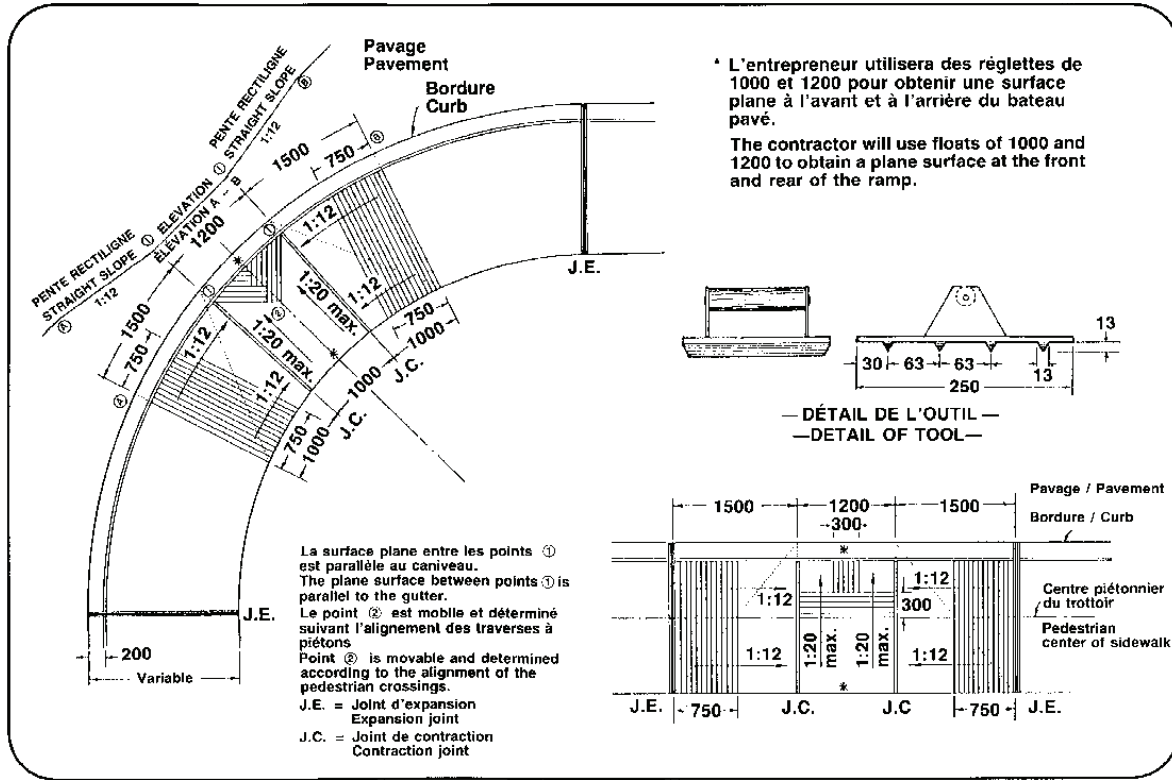 Pavage
Pavement
Bordure
Curb
PENTE RECTILIGNE Ⓑ
① STRAIGHT SLOPE
1:12
ELEVATION ①
ÉLÉVATION A - B
PENTE RECTILIGNE
STRAIGHT SLOPE ①
Ⓐ 1:12
1500
750 Ⓑ
1200
*
①
①
②
1500
750
Ⓐ
1:12
1:12
1:20 max.
1:20 max.
1:12
1:12
*
750
1000
J.C.
1000
J.C.
750
1000
J.E.
J.E.
200
Variable
* L'entrepreneur utilisera des réglettes de
1000 et 1200 pour obtenir une surface
plane à l'avant et à l'arrière du bateau
pavé.
The contractor will use floats of 1000 and
1200 to obtain a plane surface at the front
and rear of the ramp.
13
30 63 63 13
250
— DÉTAIL DE L'OUTIL —
—DETAIL OF TOOL—
La surface plane entre les points ①
est parallèle au caniveau.
The plane surface between points ① is
parallel to the gutter.
Le point ② est mobile et déterminé
suivant l'alignement des traverses à
piétons
Point ② is movable and determined
according to the alignment of the
pedestrian crossings.
J.E. = Joint d'expansion
Expansion joint
J.C. = Joint de contraction
Contraction joint
1500 1200 1500
300
Pavage / Pavement
Bordure / Curb
*
1:12 1:12
300
Centre piétonnier
du trottoir
Pedestrian
center of sidewalk
1:12 1:20 max. 1:20 max. 1:12
*
J.E. 750 J.C. J.C 750 J.E.